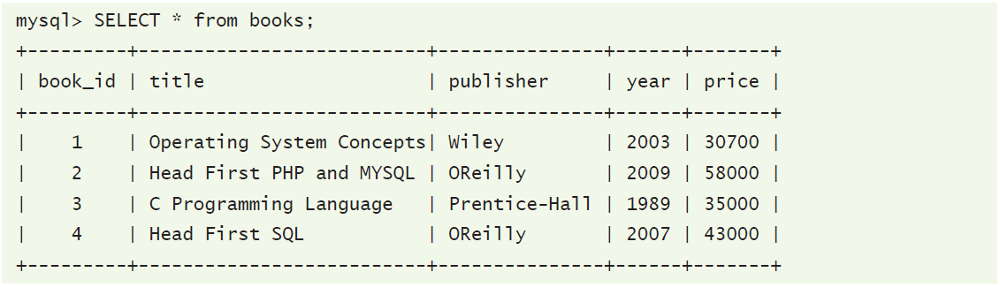 mysql> SELECT * from books;
+---------+--------------------------+---------------+------+-------+
| book_id | title                    | publisher     | year | price |
+---------+--------------------------+---------------+------+-------+
|    1    | Operating System Concepts| Wiley         | 2003 | 30700 |
|    2    | Head First PHP and MYSQL | OReilly       | 2009 | 58000 |
|    3    | C Programming Language   | Prentice-Hall | 1989 | 35000 |
|    4    | Head First SQL           | OReilly       | 2007 | 43000 |
+---------+--------------------------+---------------+------+-------+